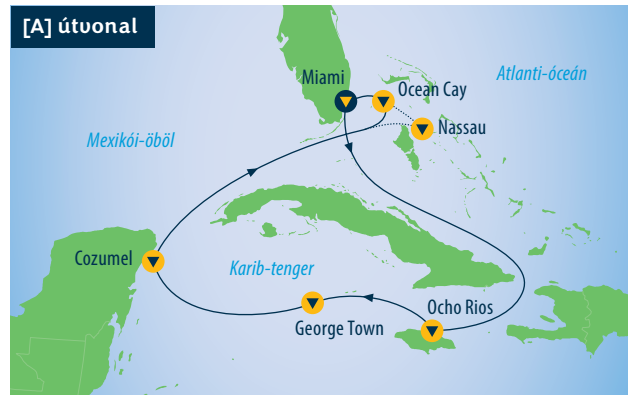 [A] útvonal
Miami
Ocean Cay
Atlanti-óceán
Nassau
Mexikói-öböl
Cozumel
Karib-tenger
Ocho Rios
George Town